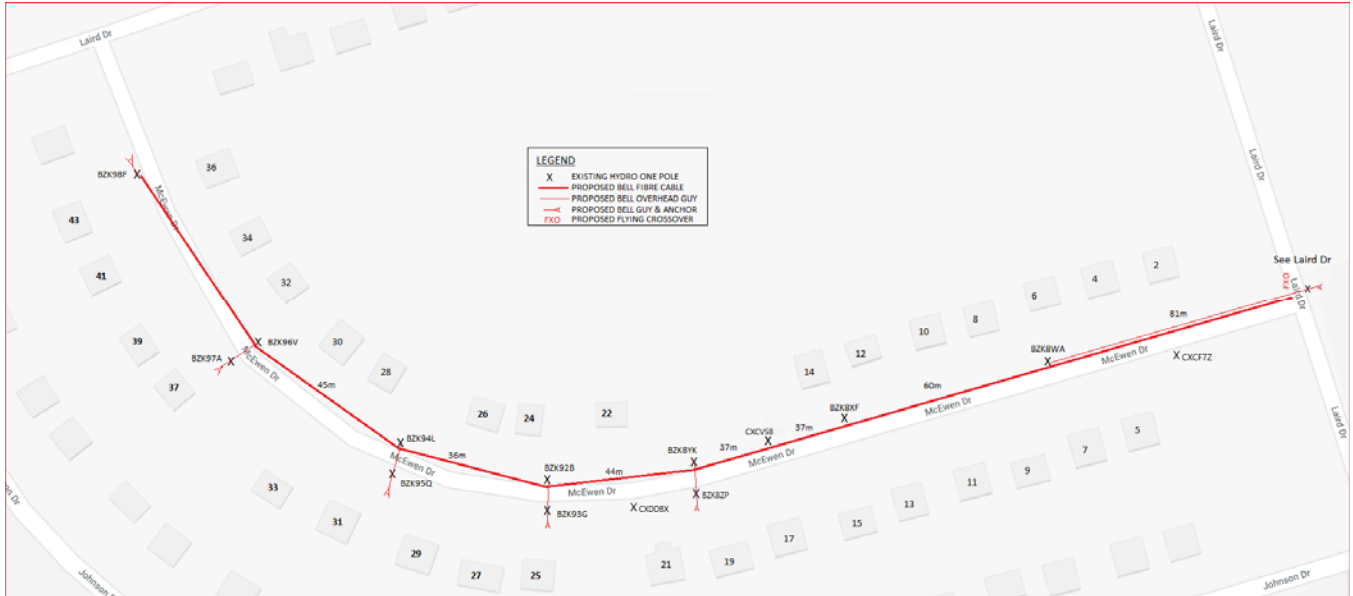 Laird Dr
Laird Dr
36
BZK98F
McEwen Dr
LEGEND
X EXISTING HYDRO ONE POLE
PROPOSED BELL FIBRE CABLE
PROPOSED BELL OVERHEAD GUY
PROPOSED BELL GUY & ANCHOR
FXO PROPOSED FLYING CROSSOVER
Laird Dr
43
34
41
32
See Laird Dr
2
4
6
FXO
Laird Dr
8
81m
10
39
BZK96V
30
12
BZK8WA
McEwen Dr
CXCF7Z
BZK97A
McEwen Dr
28
14
37
45m
60m
26
24
22
BZK8XF
McEwen Dr
Laird Dr
37m
CXCVSB
BZK94L
36m
37m
5
McEwen Dr
BZK8YK
McEwen Dr
7
BZK92B
44m
9
BZK95Q
McEwen Dr
11
33
BZK8ZP
13
BZK93G
CXDD8X
31
15
17
29
21
19
27
25
Johnson Dr
Johnson Dr